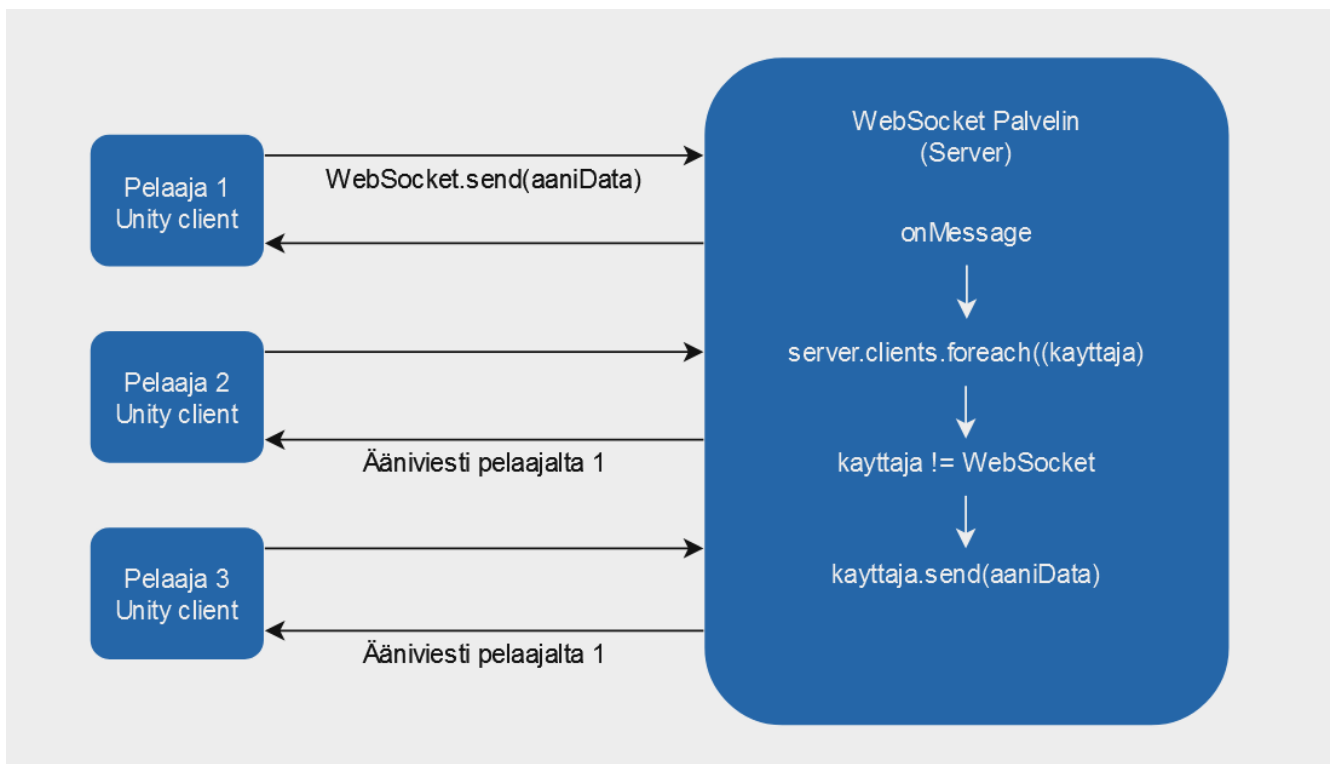 Pelaaja 1
Unity client
WebSocket.send(aaniData)
Pelaaja 2
Unity client
Ääniviesti pelaajalta 1
Pelaaja 3
Unity client
Ääniviesti pelaajalta 1
WebSocket Palvelin
(Server)
onMessage
server.clients.foreach((kayttaja)
kayttaja != WebSocket
kayttaja.send(aaniData)